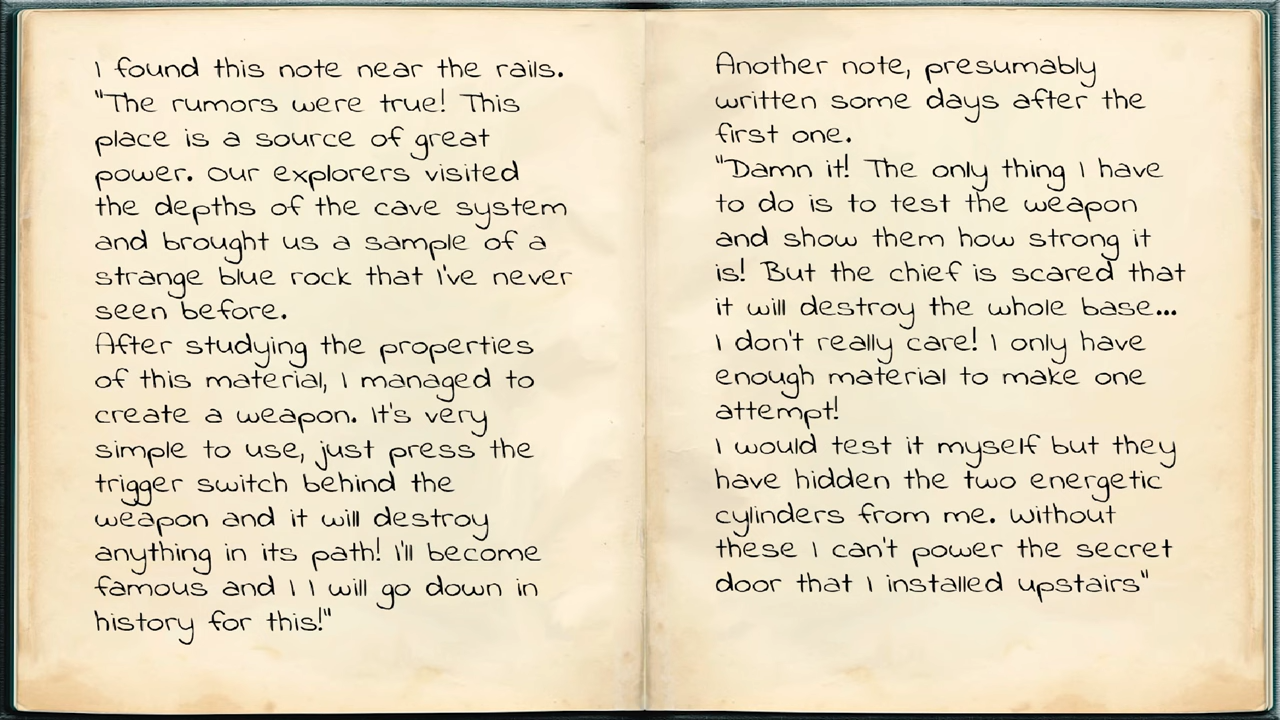 I found this note near the rails.
"The rumors were true! This
place is a source of great
power. Our explorers visited
the depths of the cave system
and brought us a sample of a
strange blue rock that I've never
seen before.
After studying the properties
of this material, I managed to
create a weapon. It's very
simple to use, just press the
trigger switch behind the
weapon and it will destroy
anything in its path! I'll become
famous and I I will go down in
history for this!"
Another note, presumably
written some days after the
first one.
"Damn it! The only thing I have
to do is to test the weapon
and show them how strong it
is! But the chief is scared that
it will destroy the whole base...
I don't really care! I only have
enough material to make one
attempt!
I would test it myself but they
have hidden the two energetic
cylinders from me. Without
these I can't power the secret
door that I installed upstairs"